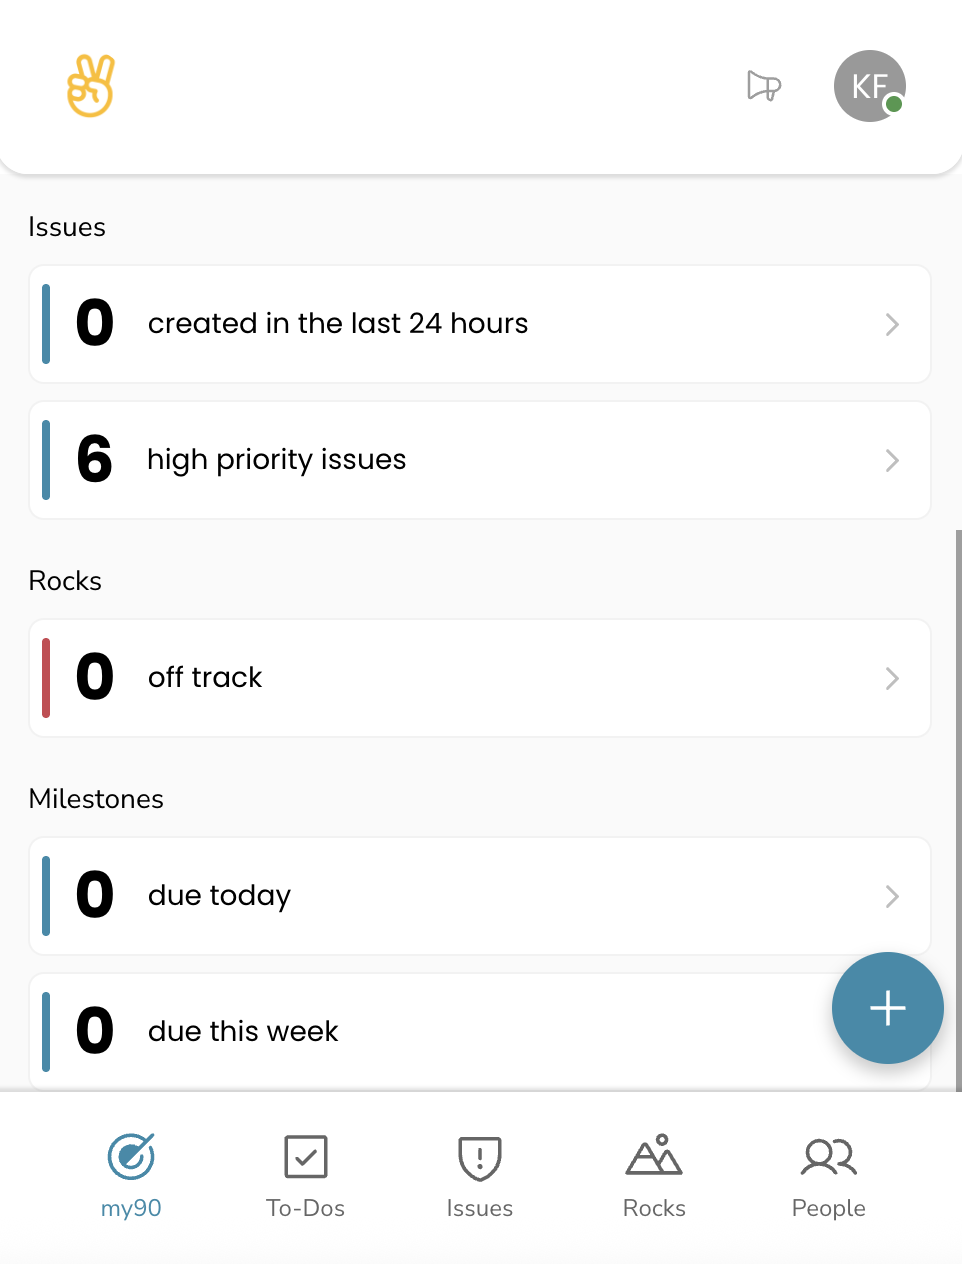 KF
Issues
0 created in the last 24 hours
6 high priority issues
Rocks
0 off track
Milestones
0 due today
0 due this week
my90 To-Dos Issues Rocks People